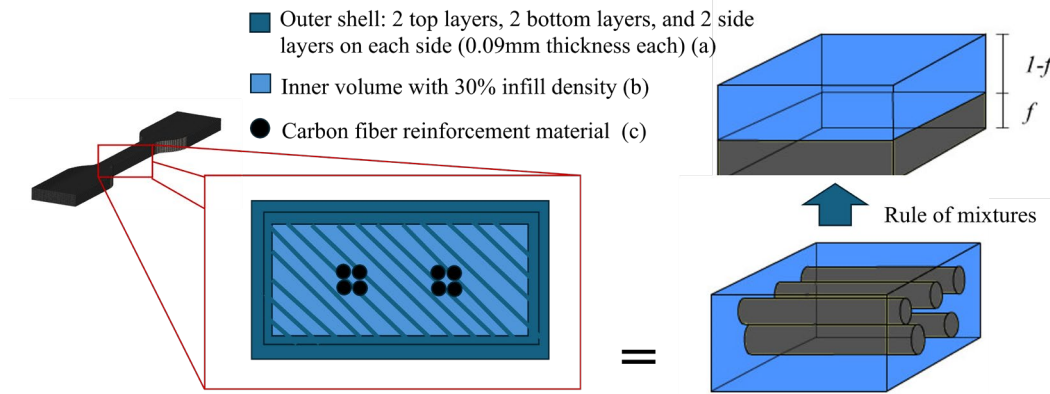 Outer shell: 2 top layers, 2 bottom layers, and 2 side
layers on each side (0.09mm thickness each) (a)
Inner volume with 30% infill density (b)
Carbon fiber reinforcement material (c)
1-f
f
Rule of mixtures
=